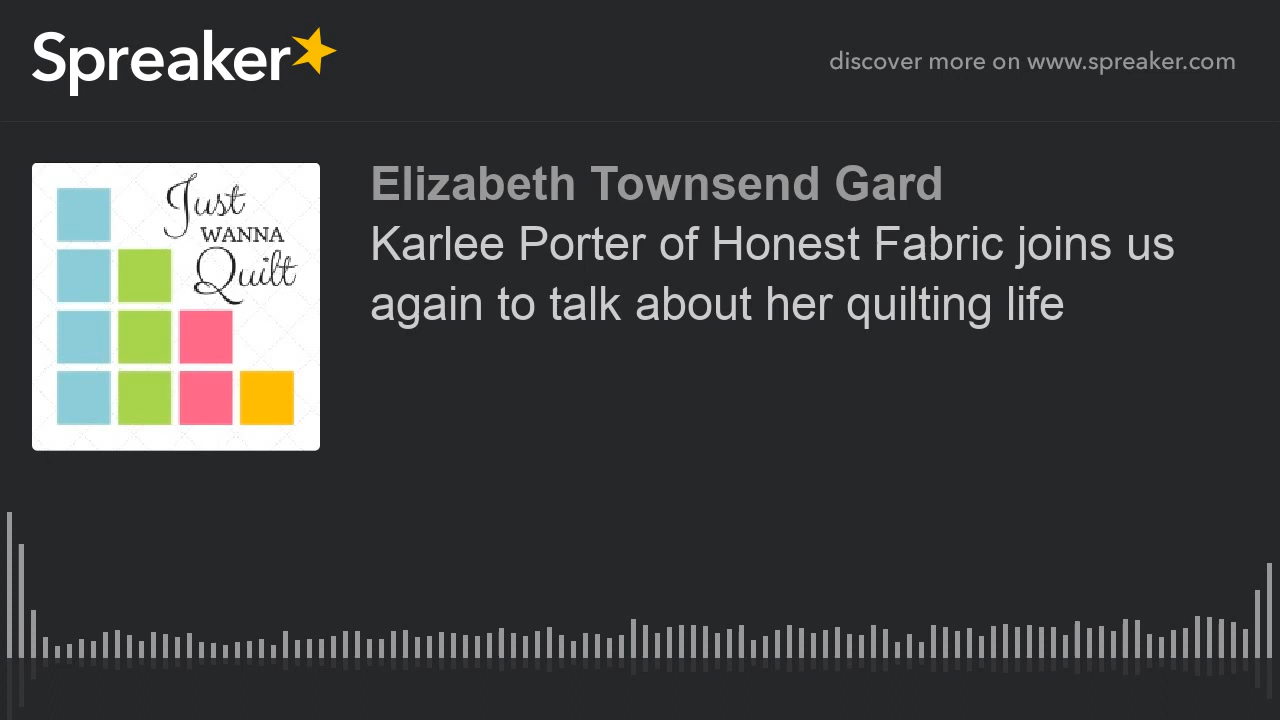 Spreaker
discover more on www.spreaker.com
Just
WANNA
Quilt
Elizabeth Townsend Gard
Karlee Porter of Honest Fabric joins us
again to talk about her quilting life